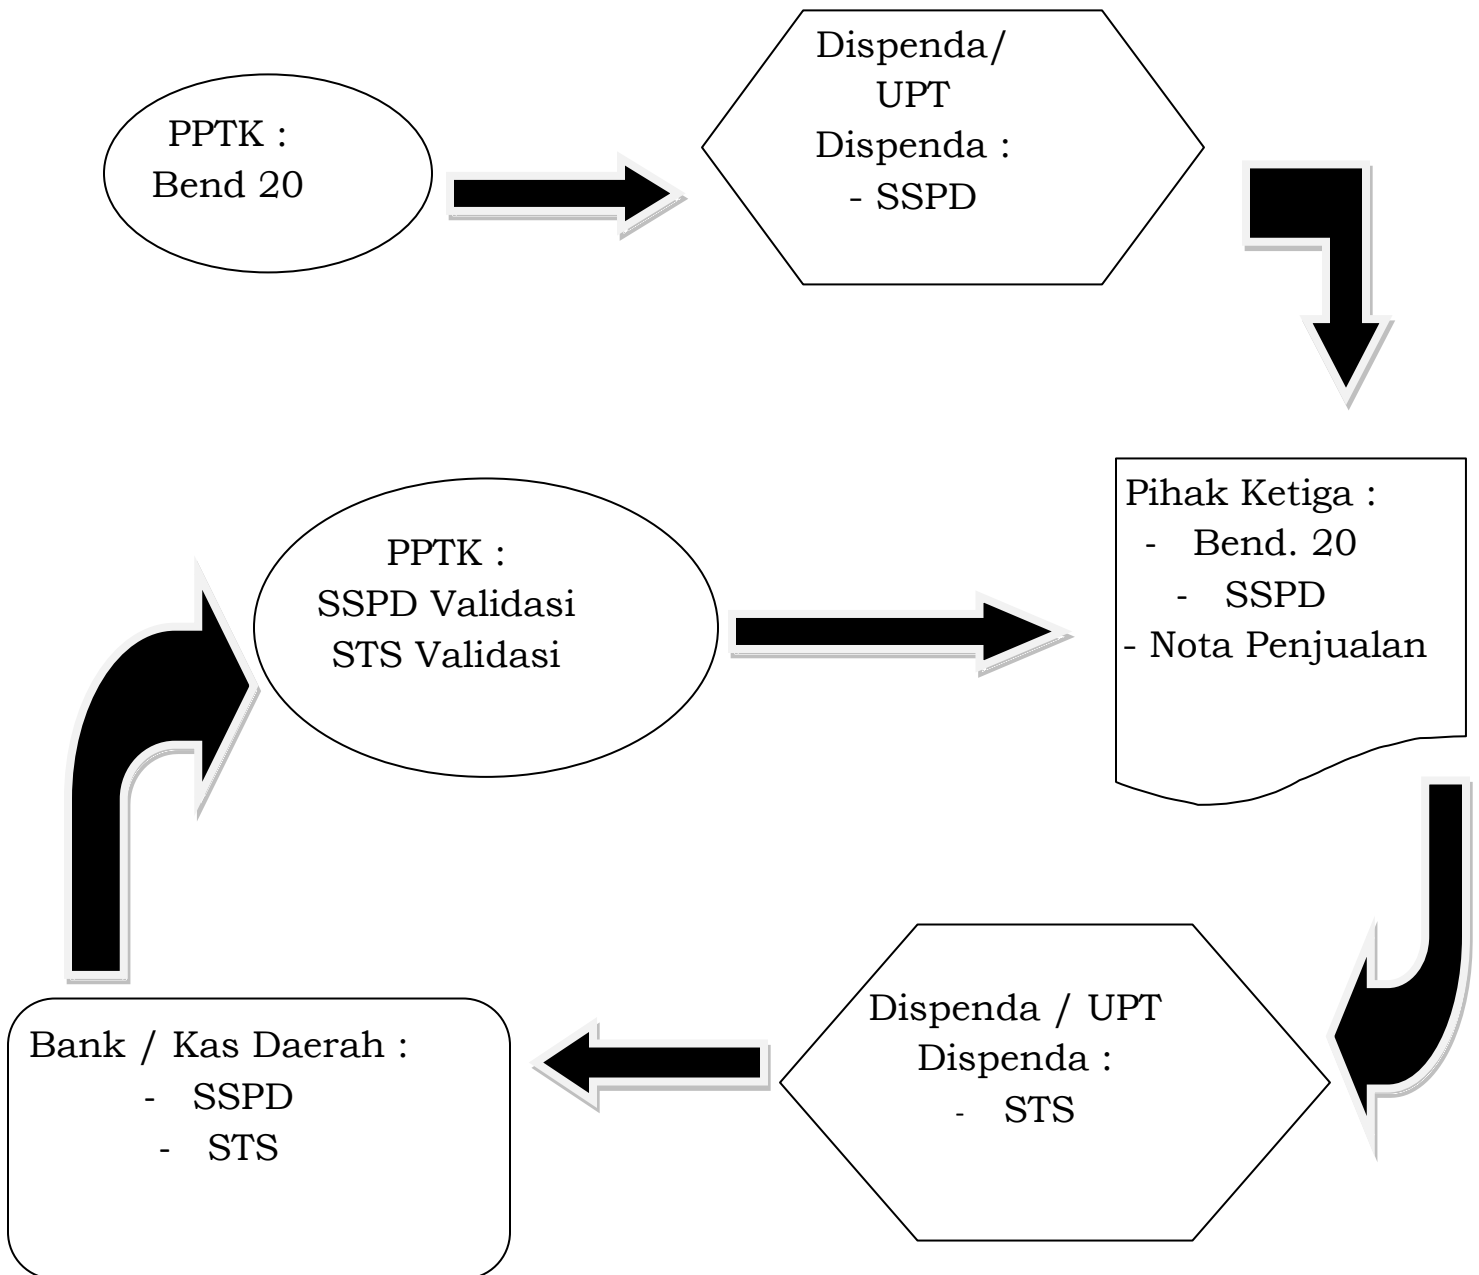 PPTK :
Bend 20
Dispenda/
UPT
Dispenda :
- SSPD
Pihak Ketiga :
- Bend. 20
- SSPD
- Nota Penjualan
PPTK :
SSPD Validasi
STS Validasi
Dispenda / UPT
Dispenda :
- STS
Bank / Kas Daerah :
- SSPD
- STS